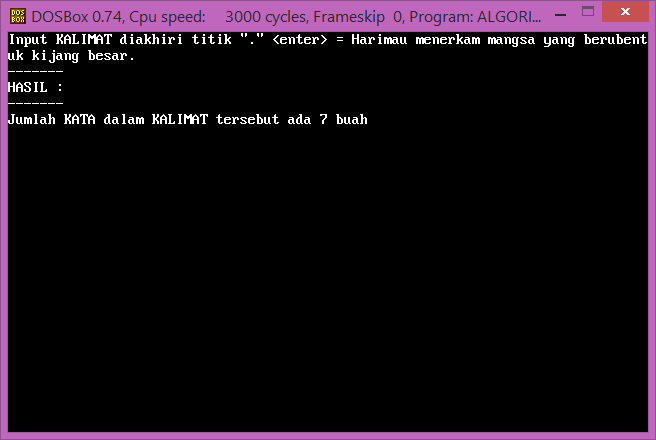 DOSBox 0.74, Cpu speed: 3000 cycles, Frameskip 0, Program: ALGORI...
Input KALIMAT diakhiri titik "." <enter> = Harimau menerkam mangsa yang berubent
uk kijang besar.
-------
HASIL :
-------
Jumlah KATA dalam KALIMAT tersebut ada 7 buah